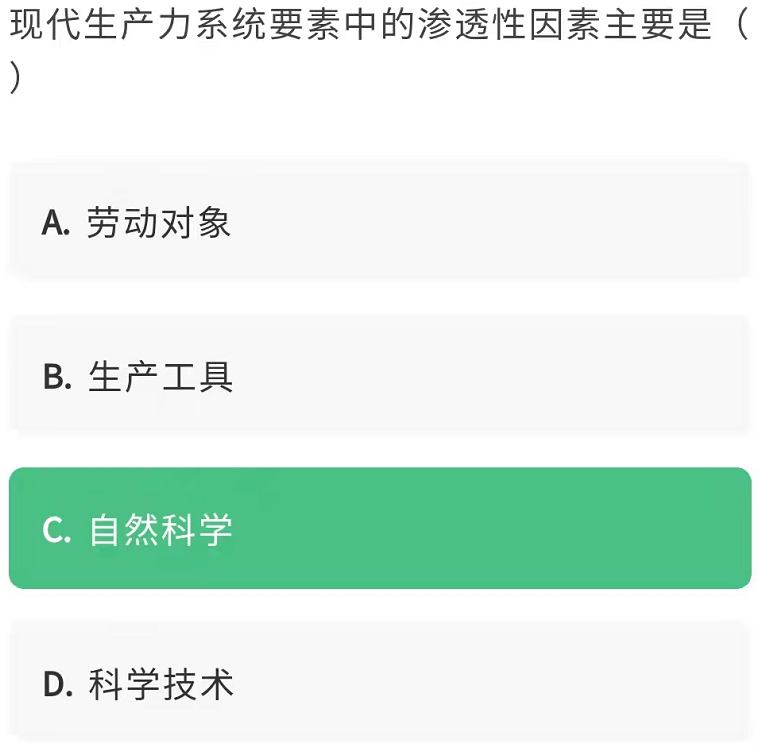 现代生产力系统要素中的渗透性因素主要是（
）
A. 劳动对象
B. 生产工具
C. 自然科学
D. 科学技术